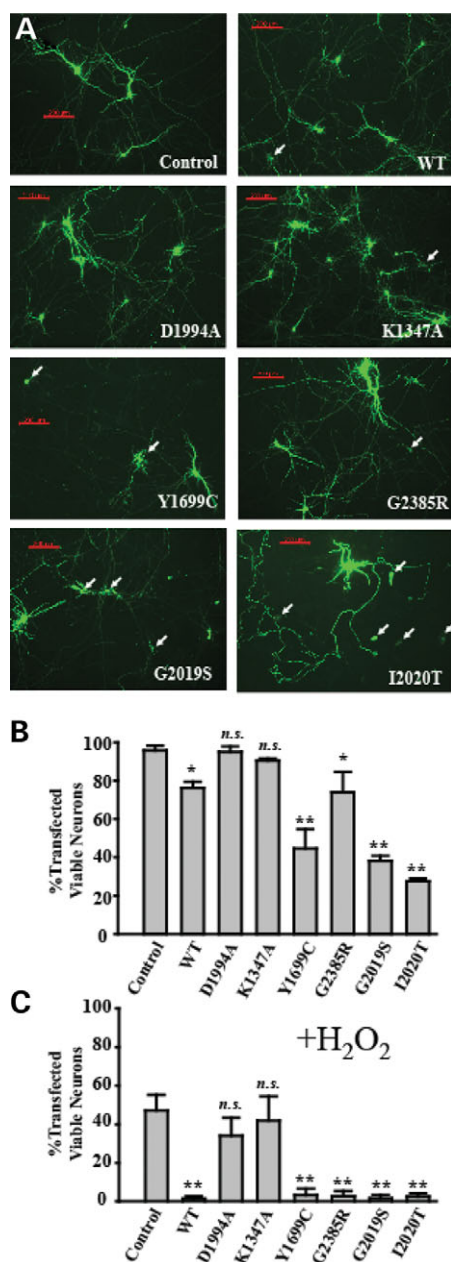 A
Control
WT
D1994A
K1347A
Y1699C
G2385R
G2019S
I2020T
B
%Transfected
Viable Neurons
100
80
60
40
20
0
*
n.s.
n.s.
**
*
**
**
Control
WT
D1994A
K1347A
Y1699C
G2385R
G2019S
I2020T
C
+H₂O₂
%Transfected
Viable Neurons
100
80
60
40
20
0
**
n.s.
n.s.
**
**
**
**
Control
WT
D1994A
K1347A
Y1699C
G2385R
G2019S
I2020T